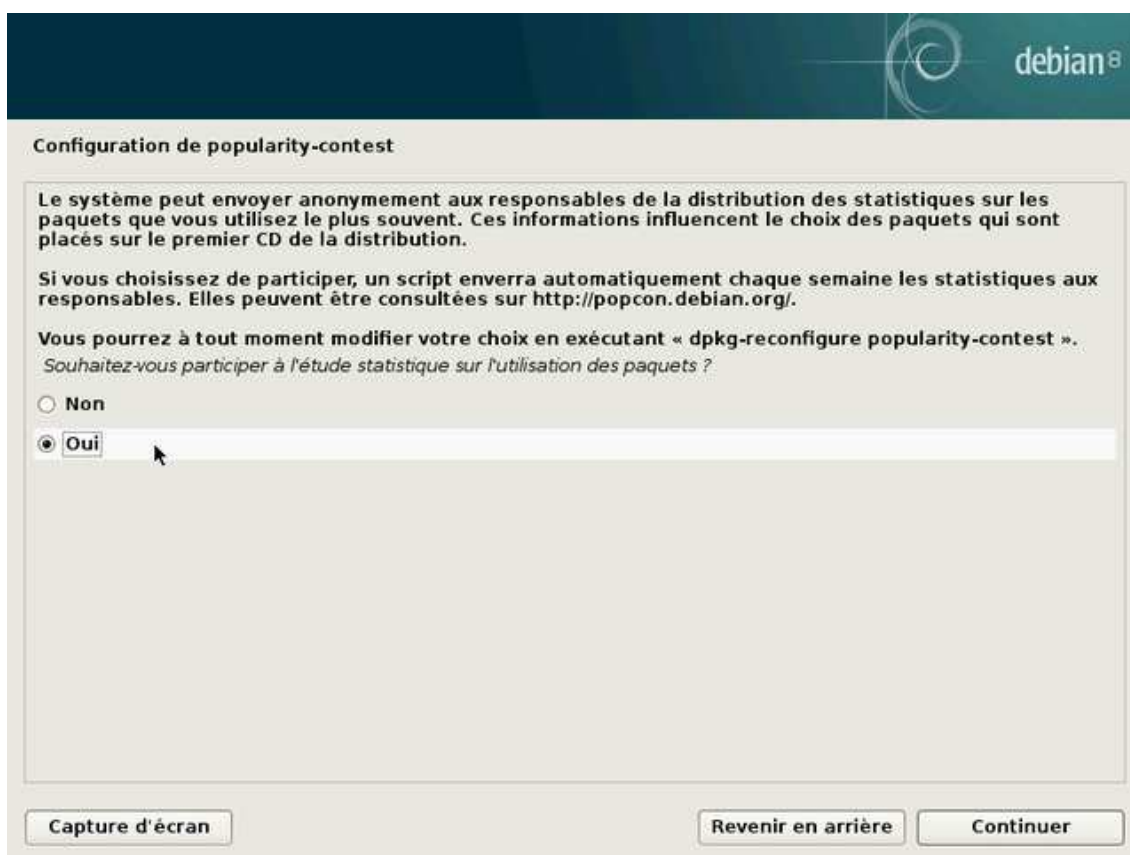 debian 8
Configuration de popularity-contest
Le système peut envoyer anonymement aux responsables de la distribution des statistiques sur les
paquets que vous utilisez le plus souvent. Ces informations influencent le choix des paquets qui sont
placés sur le premier CD de la distribution.
Si vous choisissez de participer, un script enverra automatiquement chaque semaine les statistiques aux
responsables. Elles peuvent être consultées sur http://popcon.debian.org/.
Vous pourrez à tout moment modifier votre choix en exécutant « dpkg-reconfigure popularity-contest ».
Souhaitez-vous participer à l'étude statistique sur l'utilisation des paquets ?
Non
Oui
Capture d'écran
Revenir en arrière
Continuer